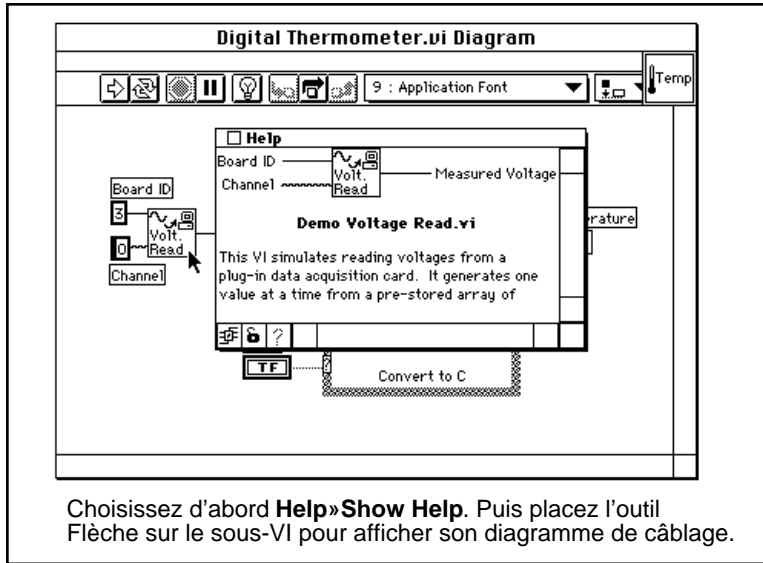 Digital Thermometer.vi Diagram
9 : Application Font
Temp
Help
Board ID
Channel
Volt.
Read
Measured Voltage
Demo Voltage Read.vi
This VI simulates reading voltages from a
plug-in data acquisition card. It generates one
value at a time from a pre-stored array of
?
Board ID
3
Volt.
0
Read
Channel
rature
TF
?
Convert to C
Choisissez d'abord Help»Show Help. Puis placez l'outil
Flèche sur le sous-VI pour afficher son diagramme de câblage.